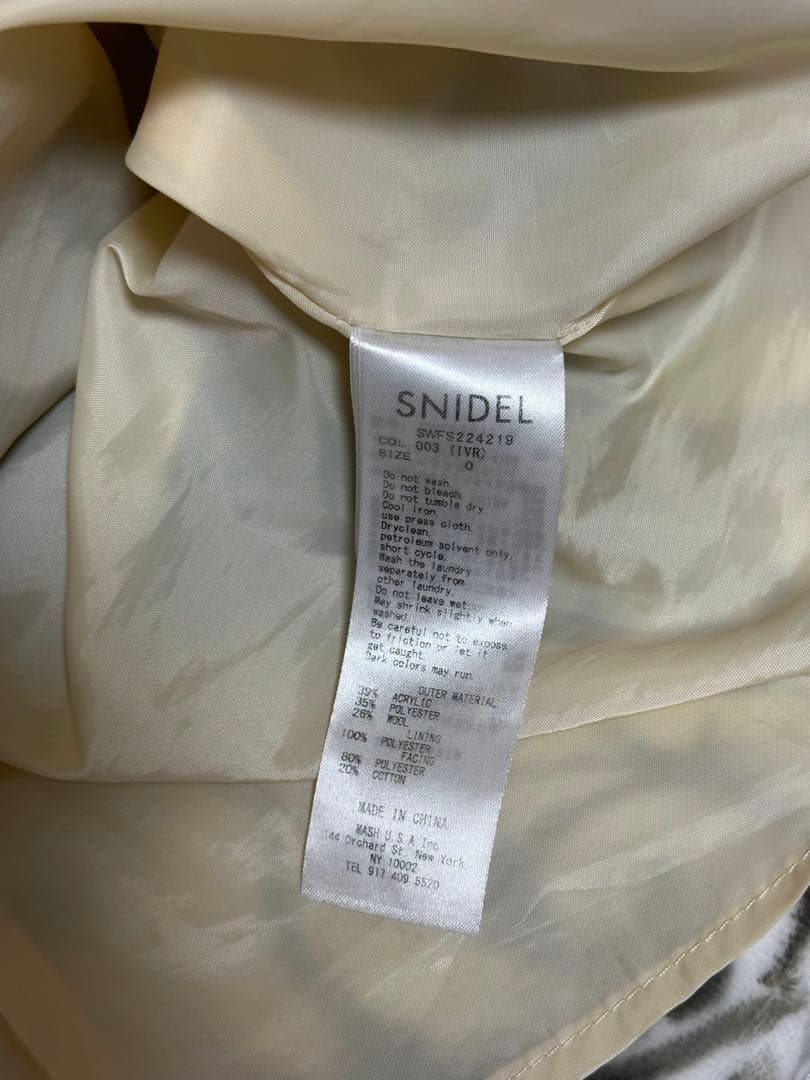 SNIDEL
SWFS224219
COL 003 (IVR)
SIZE 0
Do not wash.
Do not bleach.
Do not tumble dry
Cool iron.
use press cloth.
Dryclean.
petroleum solvent only.
short cycle.
Wash the laundry
separately from
other laundry.
Do not leave wet.
May shrink slightly when
washed.
Be careful not to expose
to friction or let it
get caught.
Dark colors may run.
OUTER MATERIAL
39% ACRYLIC
35% POLYESTER
26% WOOL
LINING
100% POLYESTER
FACING
80% POLYESTER
20% COTTON
MADE IN CHINA
MASH U.S.A Inc
144 Orchard St. New York
NY 10002
TEL 917 409 5520